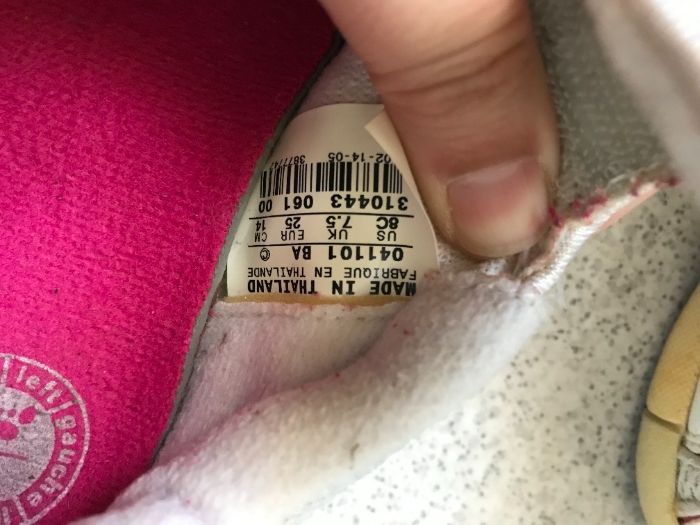 MADE IN THAILAND
FABRIQUE EN THAILANDE
041101 BA ©
US UK EUR CM
8C 7.5 25 14
310443 061 00
02-14-05
left/gauche/